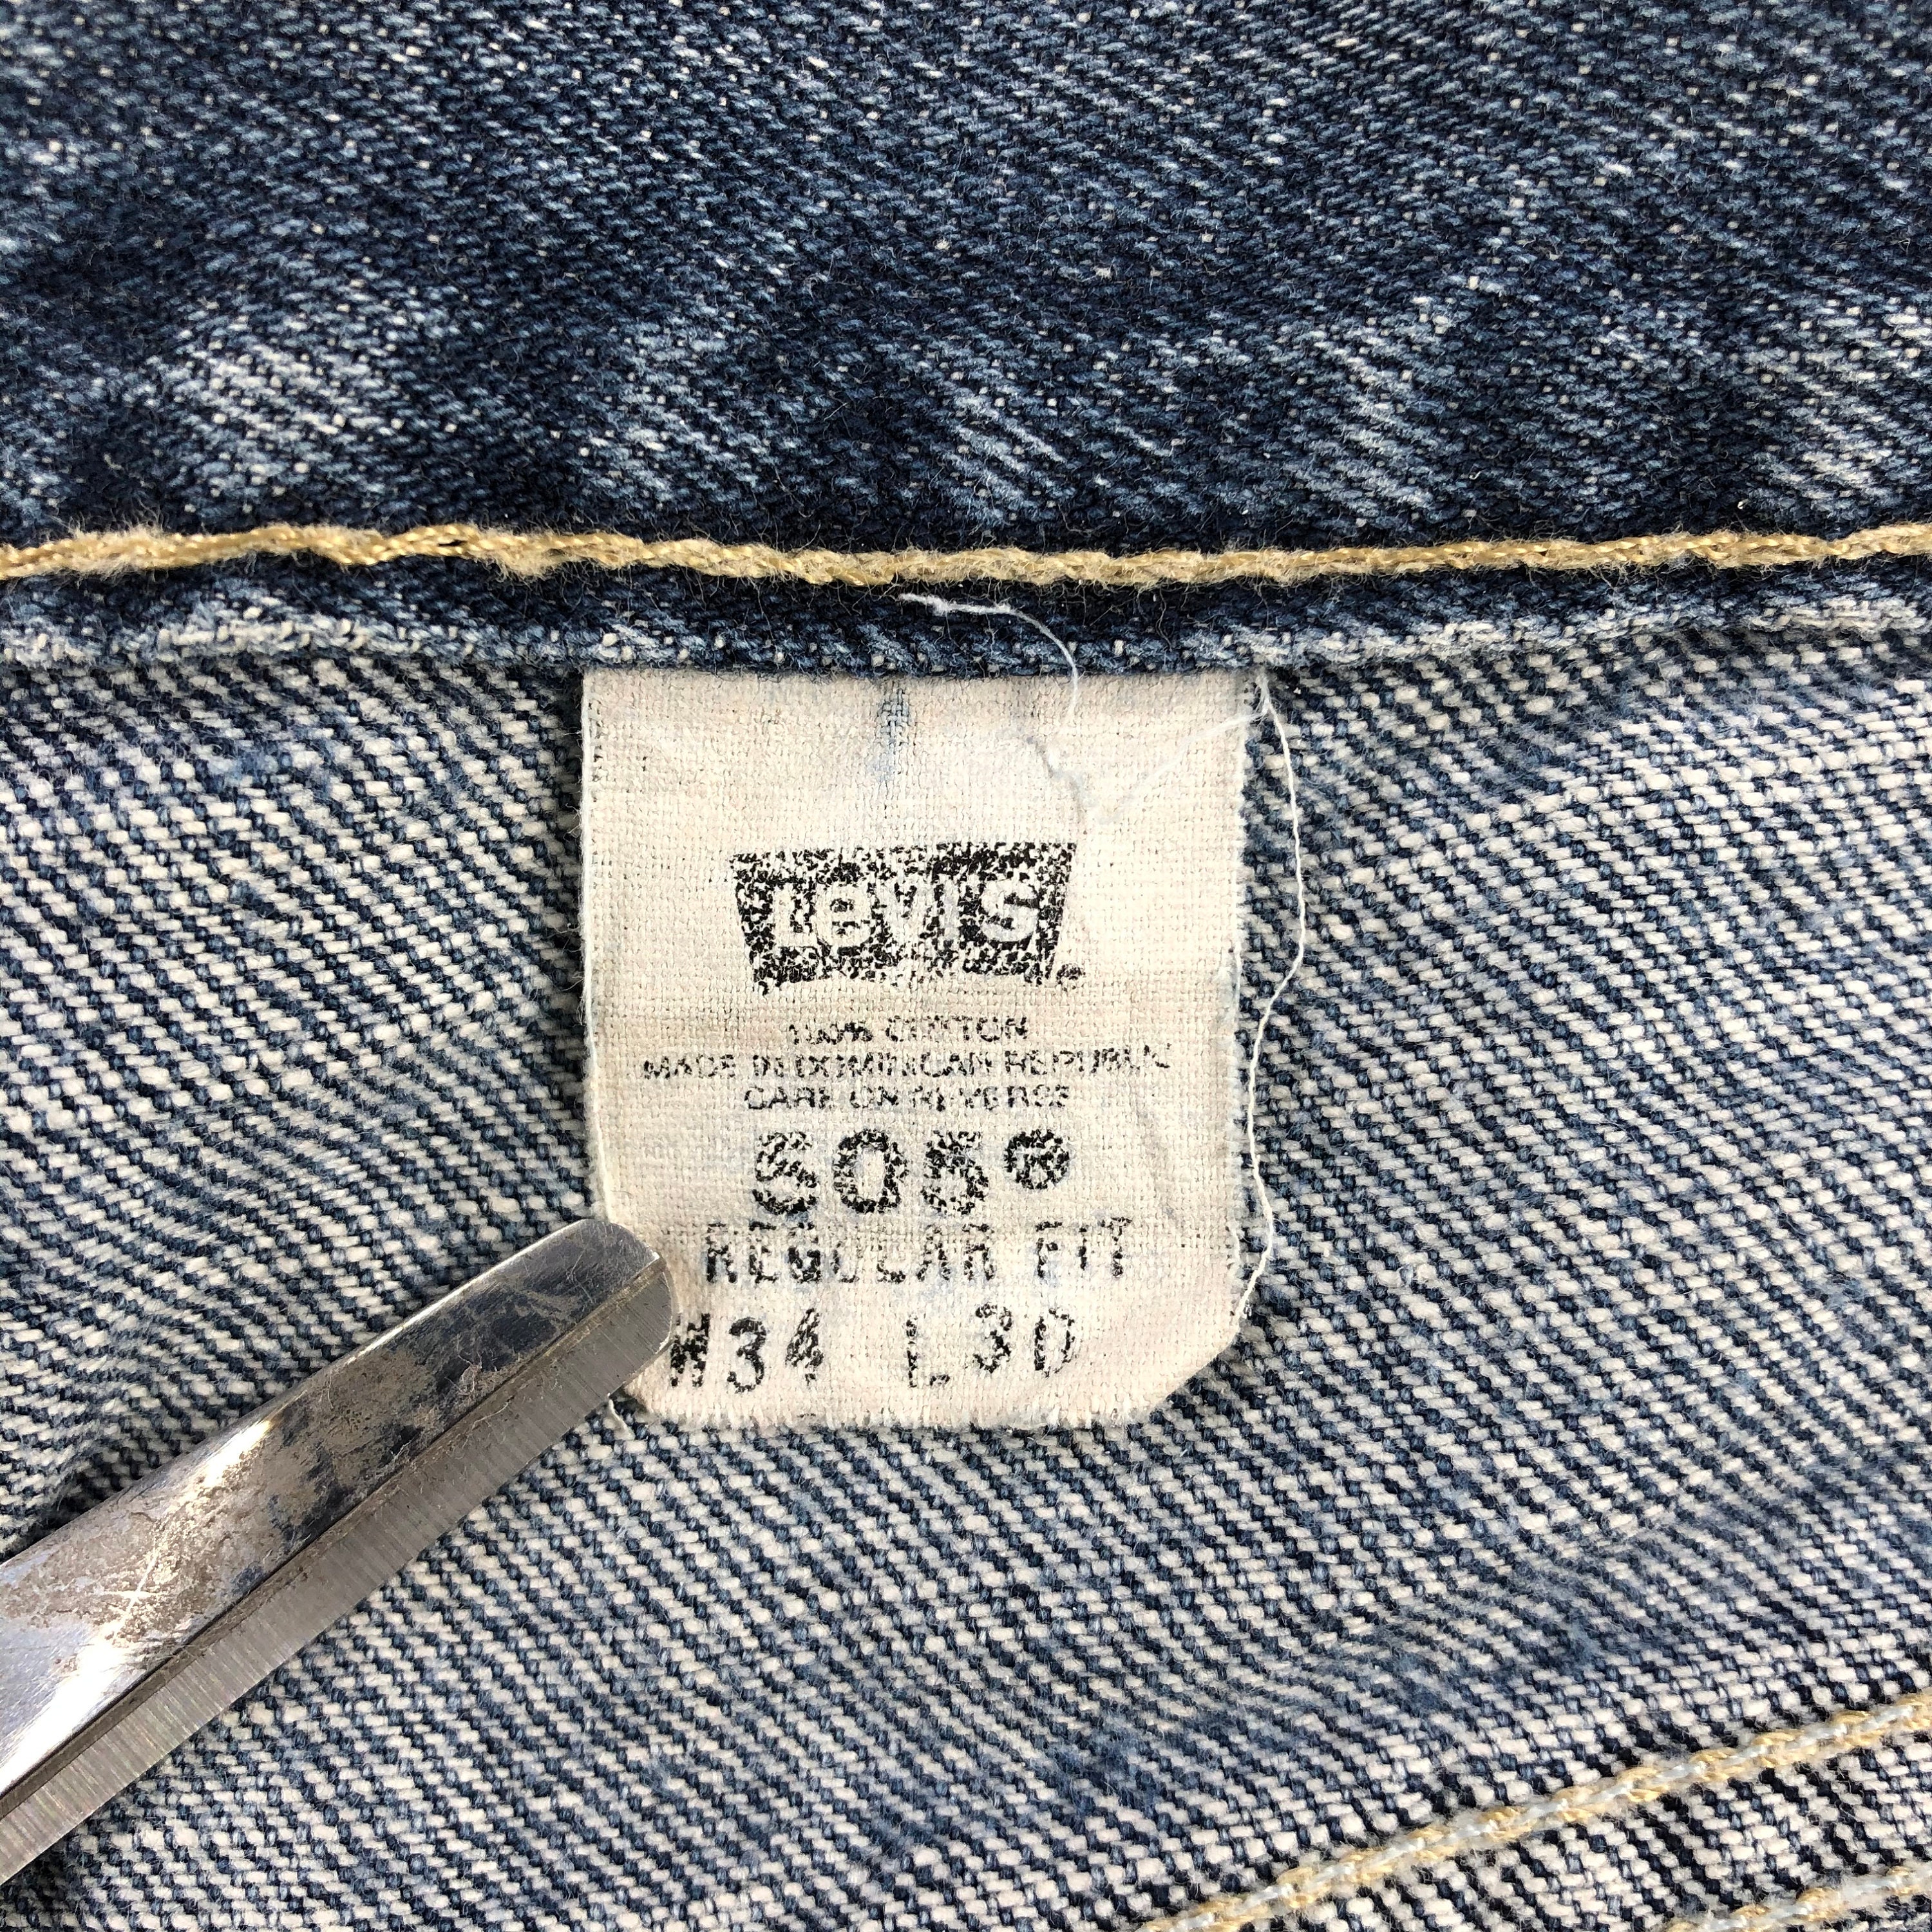 Levi's®
100% COTTON
MADE IN DOMINICAN REPUBLIC
CARE ON REVERSE
505®
REGULAR FIT
W34 L30